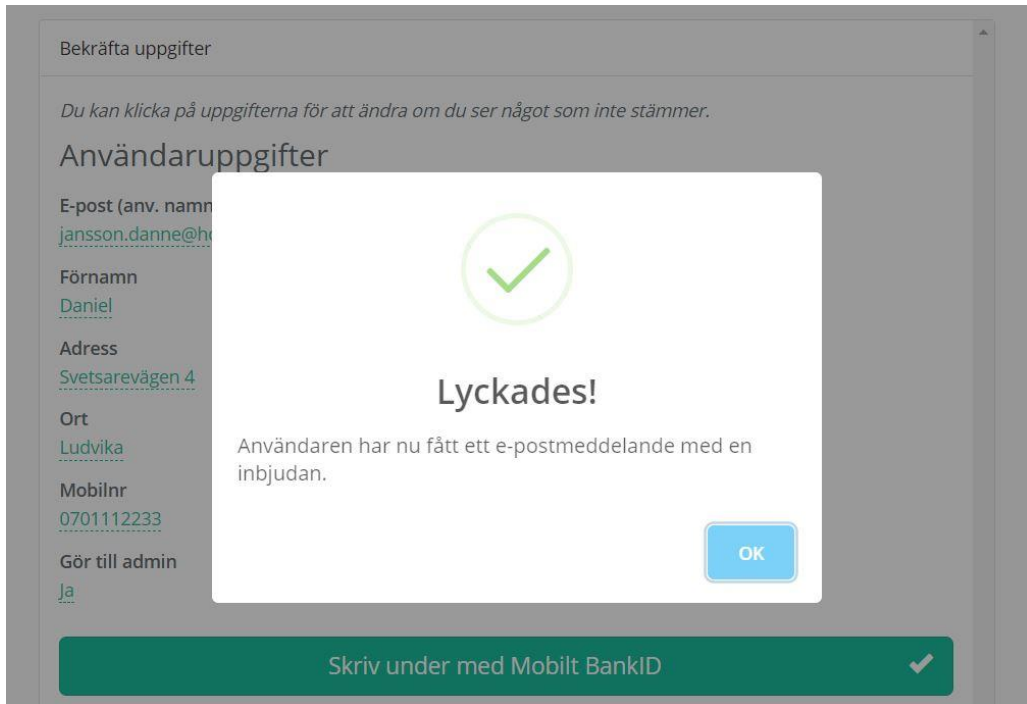 Bekräfta uppgifter
Du kan klicka på uppgifterna för att ändra om du ser något som inte stämmer.
Användaruppgifter
E-post (anv. namn
jansson.danne@h
Förnamn
Daniel
Adress
Svetsarevägen 4
Ort
Ludvika
Mobilnr
0701112233
Gör till admin
Ja
Lyckades!
Användaren har nu fått ett e-postmeddelande med en
inbjudan.
OK
Skriv under med Mobilt BankID